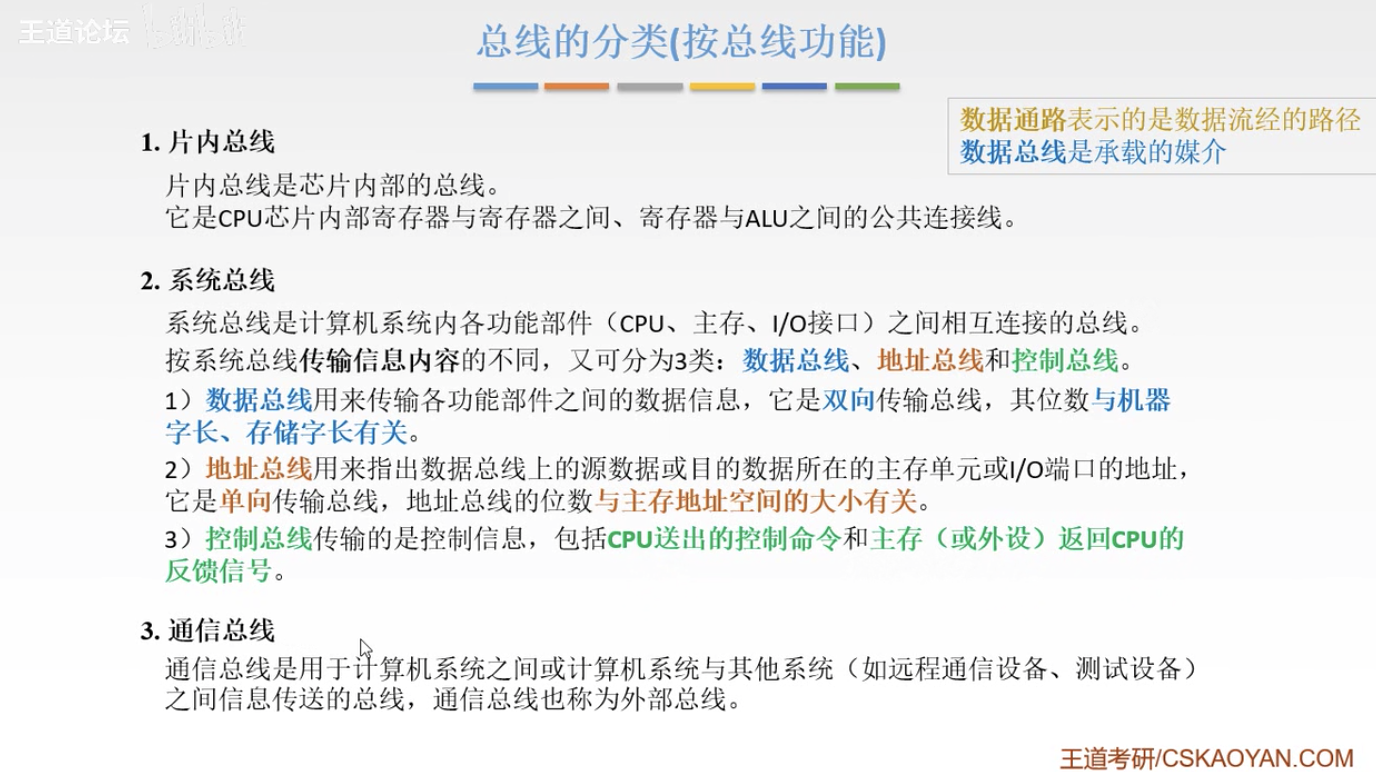 王道论坛 bilibili
总线的分类(按总线功能)
数据通路表示的是数据流经的路径
数据总线是承载的媒介
1. 片内总线
片内总线是芯片内部的总线。
它是CPU芯片内部寄存器与寄存器之间、寄存器与ALU之间的公共连接线。
2. 系统总线
系统总线是计算机系统内各功能部件（CPU、主存、I/O接口）之间相互连接的总线。
按系统总线传输信息内容的不同，又可分为3类：数据总线、地址总线和控制总线。
1）数据总线用来传输各功能部件之间的数据信息，它是双向传输总线，其位数与机器
字长、存储字长有关。
2）地址总线用来指出数据总线上的源数据或目的数据所在的主存单元或I/O端口的地址，
它是单向传输总线，地址总线的位数与主存地址空间的大小有关。
3）控制总线传输的是控制信息，包括CPU送出的控制命令和主存（或外设）返回CPU的
反馈信号。
3. 通信总线
通信总线是用于计算机系统之间或计算机系统与其他系统（如远程通信设备、测试设备）
之间信息传送的总线，通信总线也称为外部总线。
王道考研/CSKAOYAN.COM